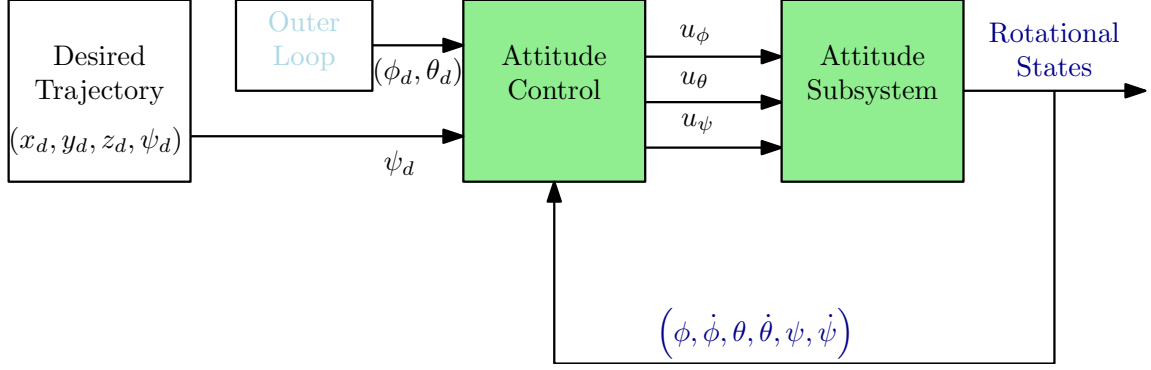 Desired
Trajectory
(x_d, y_d, z_d, ψ_d)
Outer
Loop
(ϕ_d, θ_d)
ψ_d
Attitude
Control
u_ϕ
u_θ
u_ψ
Attitude
Subsystem
Rotational
States
(ϕ, ϕ̇, θ, θ̇, ψ, ψ̇)